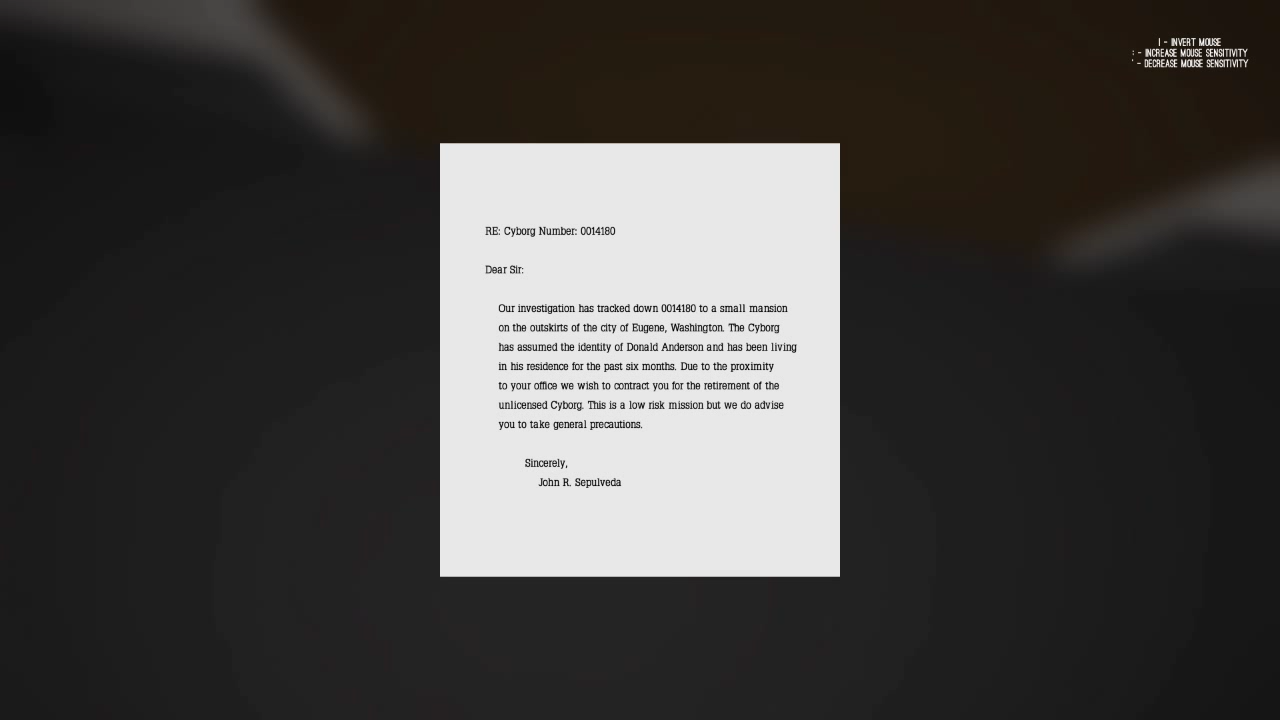 I - INVERT MOUSE
; - INCREASE MOUSE SENSITIVITY
' - DECREASE MOUSE SENSITIVITY
RE: Cyborg Number: 0014180
Dear Sir:
Our investigation has tracked down 0014180 to a small mansion
on the outskirts of the city of Eugene, Washington. The Cyborg
has assumed the identity of Donald Anderson and has been living
in his residence for the past six months. Due to the proximity
to your office we wish to contract you for the retirement of the
unlicensed Cyborg. This is a low risk mission but we do advise
you to take general precautions.
Sincerely,
John R. Sepulveda